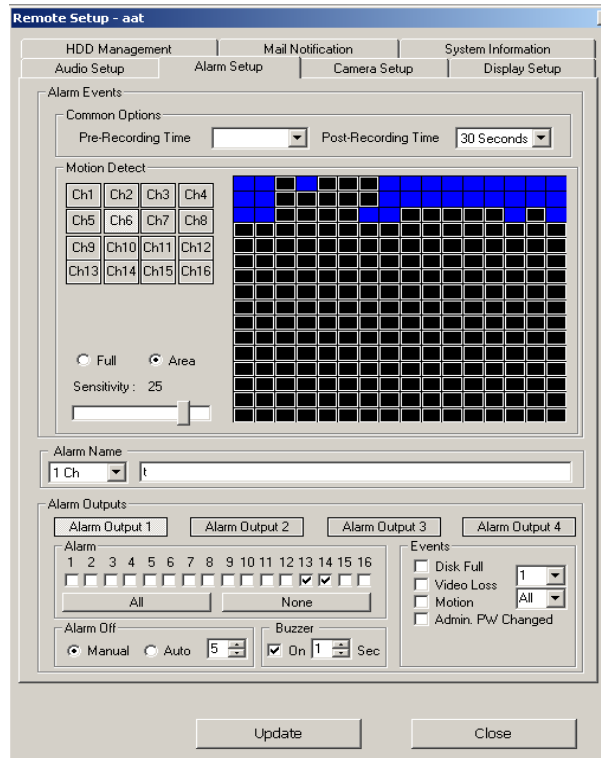 Remote Setup - aat
HDD Management Mail Notification System Information
Audio Setup Alarm Setup Camera Setup Display Setup
Alarm Events
Common Options
Pre-Recording Time Post-Recording Time 30 Seconds
Motion Detect
Ch1 Ch2 Ch3 Ch4
Ch5 Ch6 Ch7 Ch8
Ch9 Ch10 Ch11 Ch12
Ch13 Ch14 Ch15 Ch16
Full Area
Sensitivity : 25
Alarm Name
1 Ch t
Alarm Outputs
Alarm Output 1 Alarm Output 2 Alarm Output 3 Alarm Output 4
Alarm
1 2 3 4 5 6 7 8 9 10 11 12 13 14 15 16
All None
Events
Disk Full
Video Loss 1
Motion All
Admin. PW Changed
Alarm Off
Manual Auto 5
Buzzer
On 1 Sec
Update Close